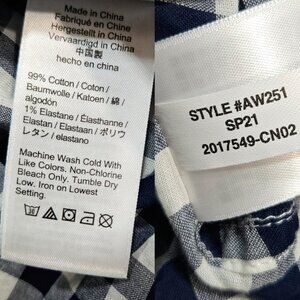 Made in China
Fabriqué en Chine
Hergestellt in China
Vervaardigd in China
中国製
hecho en china
99% Cotton / Coton /
Baumwolle / Katoen / 綿 /
algodón
1% Elastane / Élasthanne /
Elastan / Elastaan / ポリウ
レタン / elastano
Machine Wash Cold With
Like Colors. Non-Chlorine
Bleach Only. Tumble Dry
Low. Iron on Lowest
Setting.
STYLE #AW251
SP21
2017549-CN02